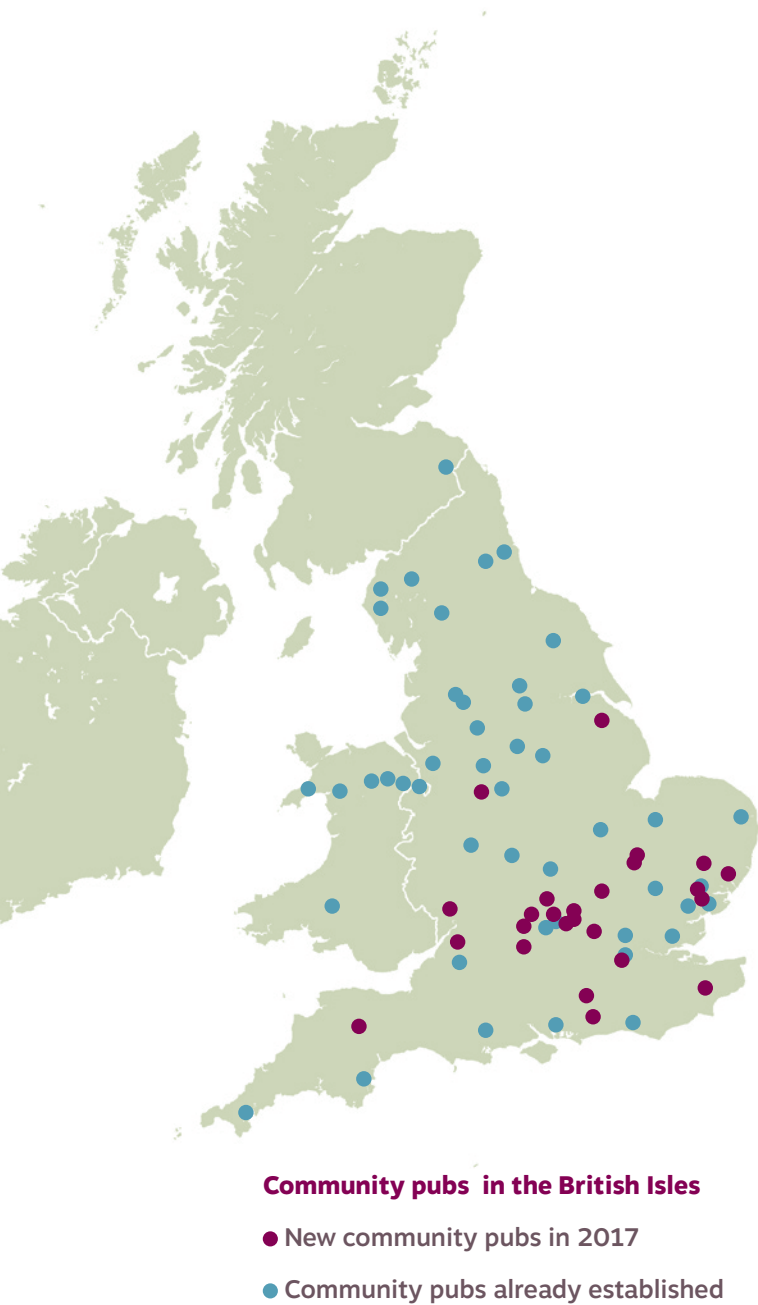 Community pubs in the British Isles
New community pubs in 2017
Community pubs already established